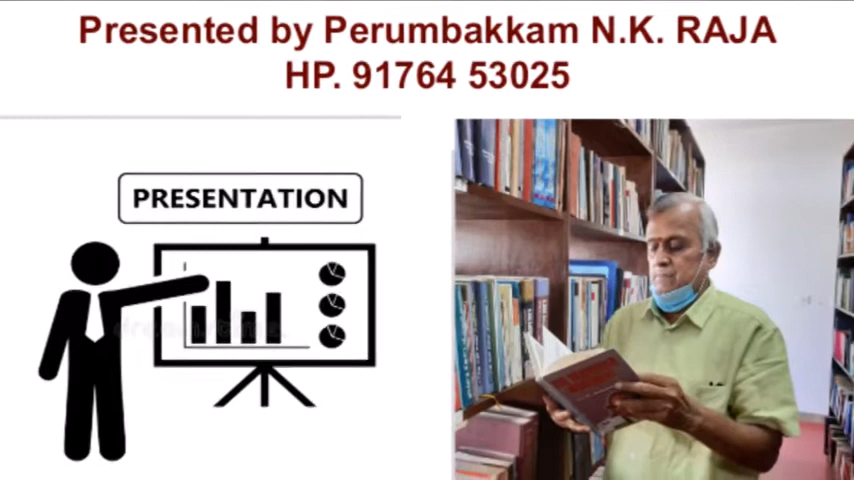 Presented by Perumbakkam N.K. RAJA
HP. 91764 53025
PRESENTATION